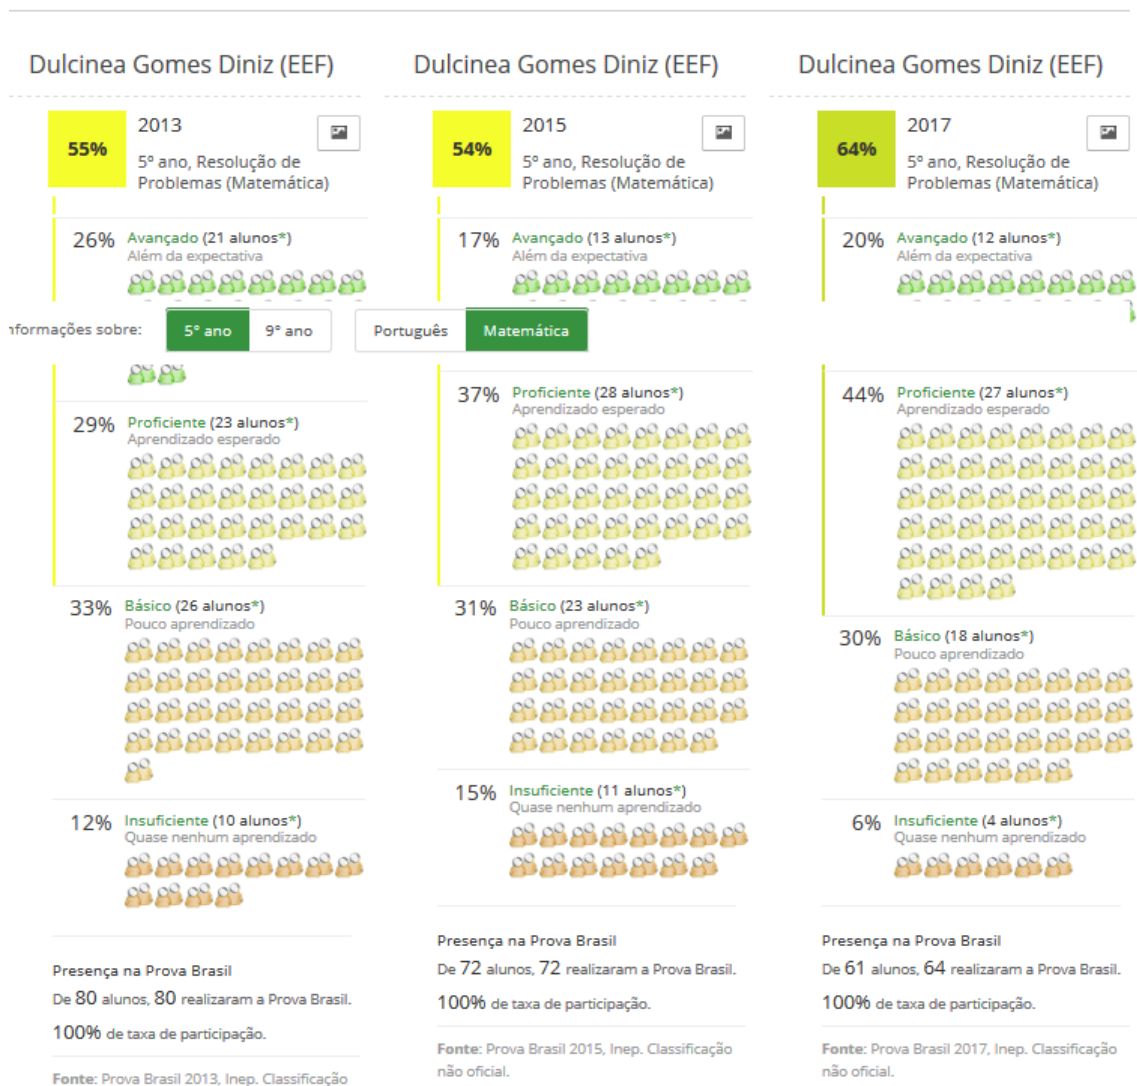 Dulcinea Gomes Diniz (EEF)
55%
2013
5º ano, Resolução de
Problemas (Matemática)
26% Avançado (21 alunos*)
Além da expectativa
29% Proficiente (23 alunos*)
Aprendizado esperado
33% Básico (26 alunos*)
Pouco aprendizado
12% Insuficiente (10 alunos*)
Quase nenhum aprendizado
Presença na Prova Brasil
De 80 alunos, 80 realizaram a Prova Brasil.
100% de taxa de participação.
Fonte: Prova Brasil 2013, Inep. Classificação
Dulcinea Gomes Diniz (EEF)
54%
2015
5º ano, Resolução de
Problemas (Matemática)
17% Avançado (13 alunos*)
Além da expectativa
37% Proficiente (28 alunos*)
Aprendizado esperado
31% Básico (23 alunos*)
Pouco aprendizado
15% Insuficiente (11 alunos*)
Quase nenhum aprendizado
Presença na Prova Brasil
De 72 alunos, 72 realizaram a Prova Brasil.
100% de taxa de participação.
Fonte: Prova Brasil 2015, Inep. Classificação
não oficial.
Dulcinea Gomes Diniz (EEF)
64%
2017
5º ano, Resolução de
Problemas (Matemática)
20% Avançado (12 alunos*)
Além da expectativa
44% Proficiente (27 alunos*)
Aprendizado esperado
30% Básico (18 alunos*)
Pouco aprendizado
6% Insuficiente (4 alunos*)
Quase nenhum aprendizado
Presença na Prova Brasil
De 61 alunos, 64 realizaram a Prova Brasil.
100% de taxa de participação.
Fonte: Prova Brasil 2017, Inep. Classificação
não oficial.
nformações sobre: 5º ano 9º ano Português Matemática